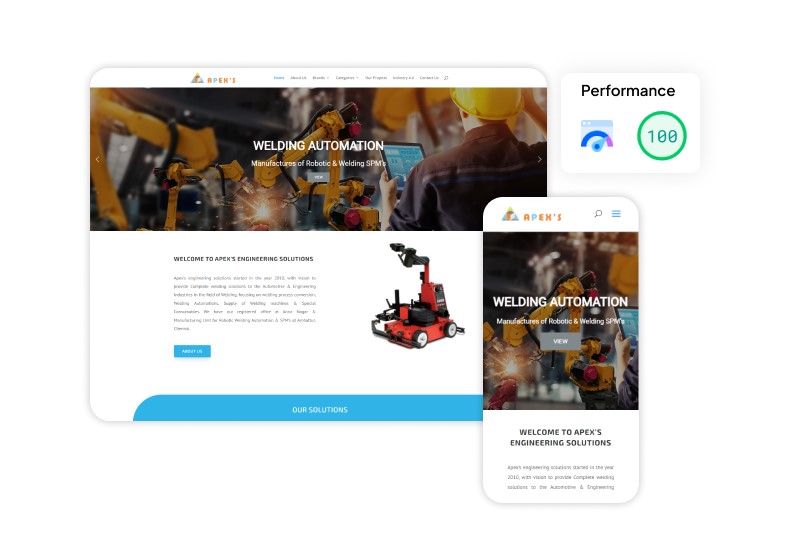 APEX'S
Home About Us Brands Categories Our Projects Industry 4.0 Contact Us
WELDING AUTOMATION
Manufactures of Robotic & Welding SPM's
VIEW
WELCOME TO APEX'S ENGINEERING SOLUTIONS
Apex's engineering solutions started in the year 2010, with vision to
provide Complete welding solutions to the Automotive & Engineering
Industries in the field of Welding, focusing on welding process connection,
Welding Automations, Supply of Welding machines & Special
Consumables. We have our registered office at Anna Nagar &
Manufacturing Unit for Robotic Welding Automation & SPM's at Ambattur,
Chennai.
ABOUT US
OUR SOLUTIONS
Performance
100
APEX'S
WELDING AUTOMATION
Manufactures of Robotic & Welding SPM's
VIEW
WELCOME TO APEX'S
ENGINEERING SOLUTIONS
Apex's engineering solutions started in the year
2010, with vision to provide Complete welding
solutions to the Automotive & Engineering